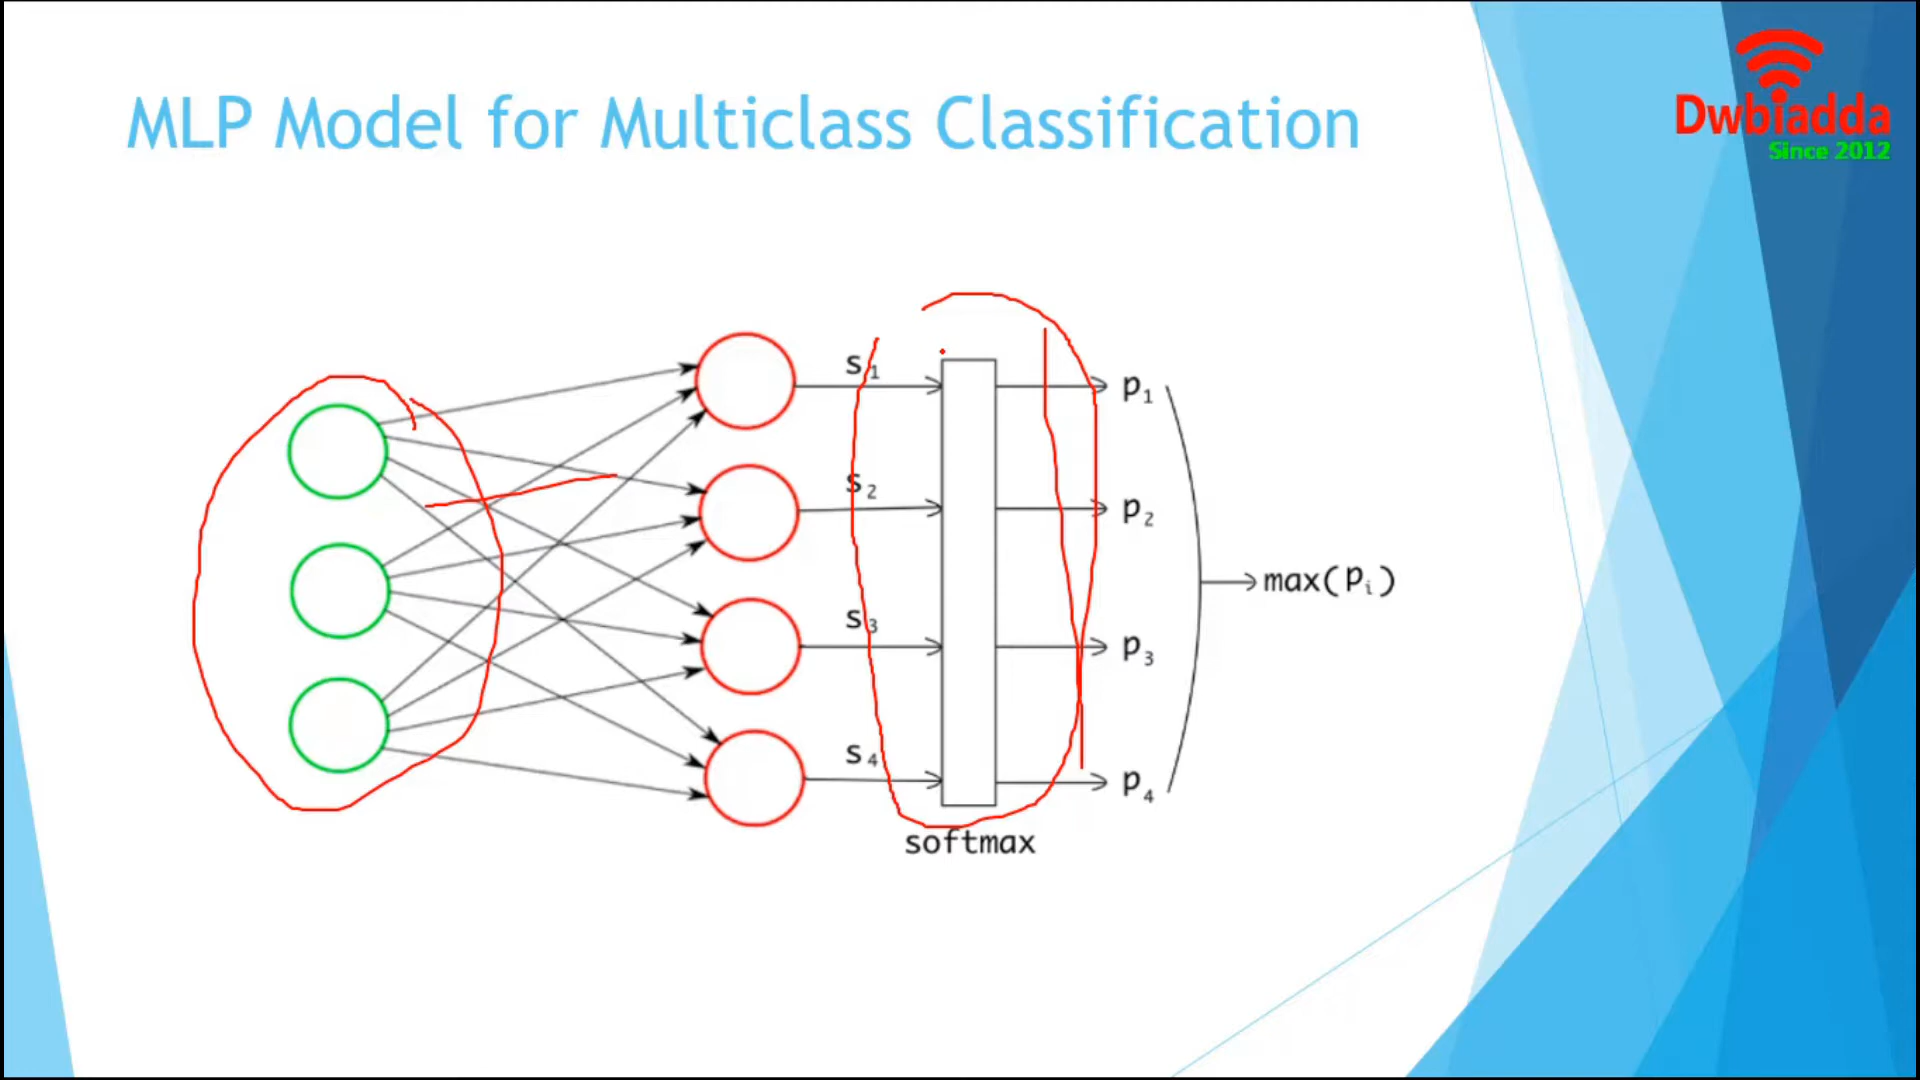 MLP Model for Multiclass Classification
Dwbiadda
Since 2012
s1
p1
s2
p2
max(pi)
s3
p3
s4
p4
softmax